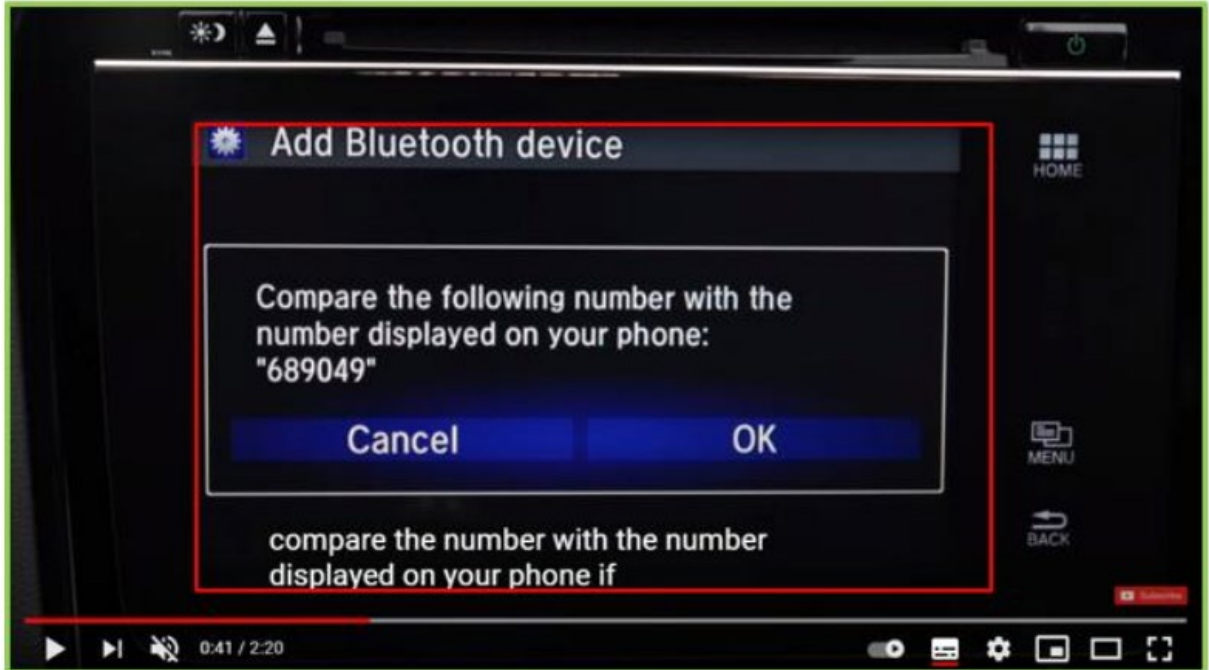 Add Bluetooth device
HOME
Compare the following number with the
number displayed on your phone:
"689049"
Cancel
OK
MENU
BACK
compare the number with the number
displayed on your phone if
Subscribe
0:41 / 2:20